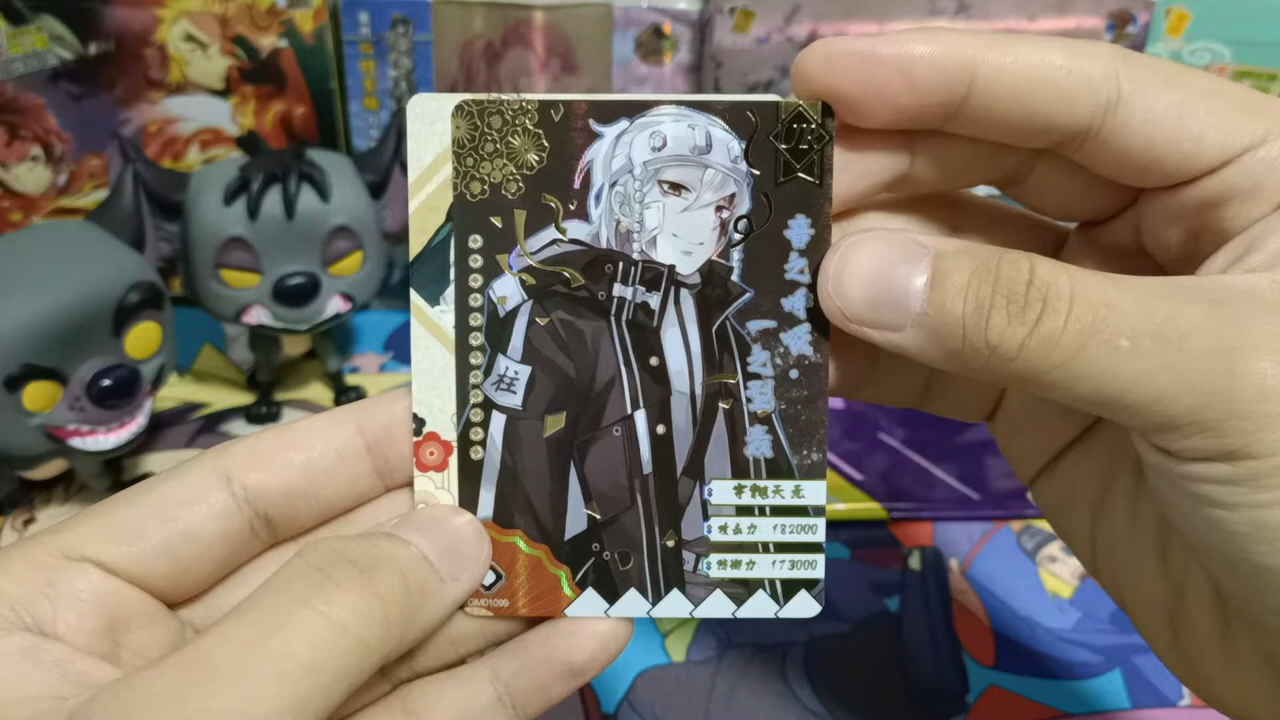 UR
音之呼吸·
一之型 轰
柱
宇髄天元
攻击力: 182000
防御力: 173000
GM01099